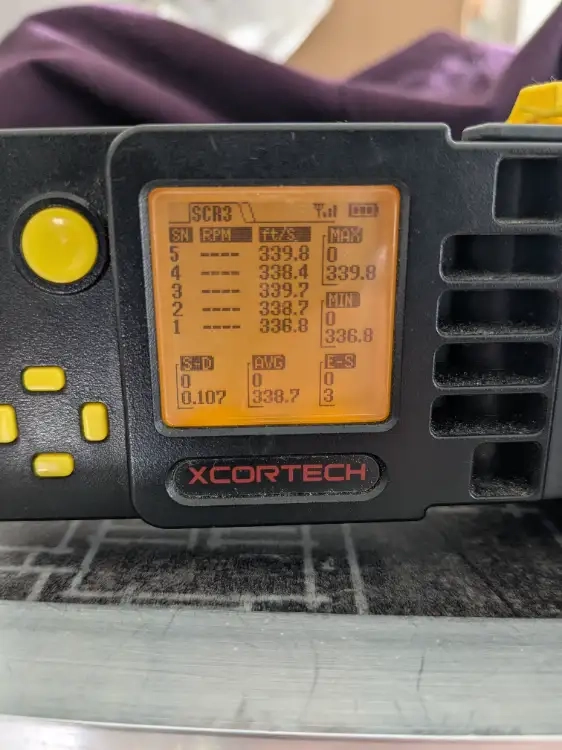 SCR3
SN RPM ft/S MAX
5 ---- 339.8 0
4 ---- 338.4 339.8
3 ---- 339.7 MIN
2 ---- 338.7 0
1 ---- 336.8 336.8
S+D AVG E-S
0 0 0
0.107 338.7 3
XCORTECH